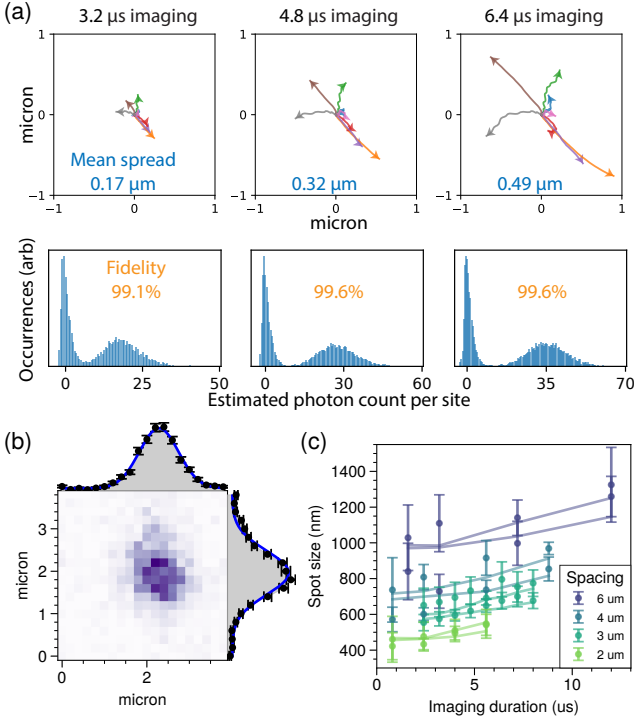 (a)
3.2 μs imaging
4.8 μs imaging
6.4 μs imaging
1
0
−1
micron
Mean spread
0.17 μm
0.32 μm
0.49 μm
−1 0 1
−1 0 1
−1 0 1
micron
Occurrences (arb)
Fidelity
99.1%
99.6%
99.6%
0 25 50
0 30 60
0 35 70
Estimated photon count per site
(b)
micron
3
2
1
0
0 2
micron
(c)
Spot size (nm)
1400
1200
1000
800
600
400
0 5 10
Imaging duration (us)
Spacing
6 um
4 um
3 um
2 um